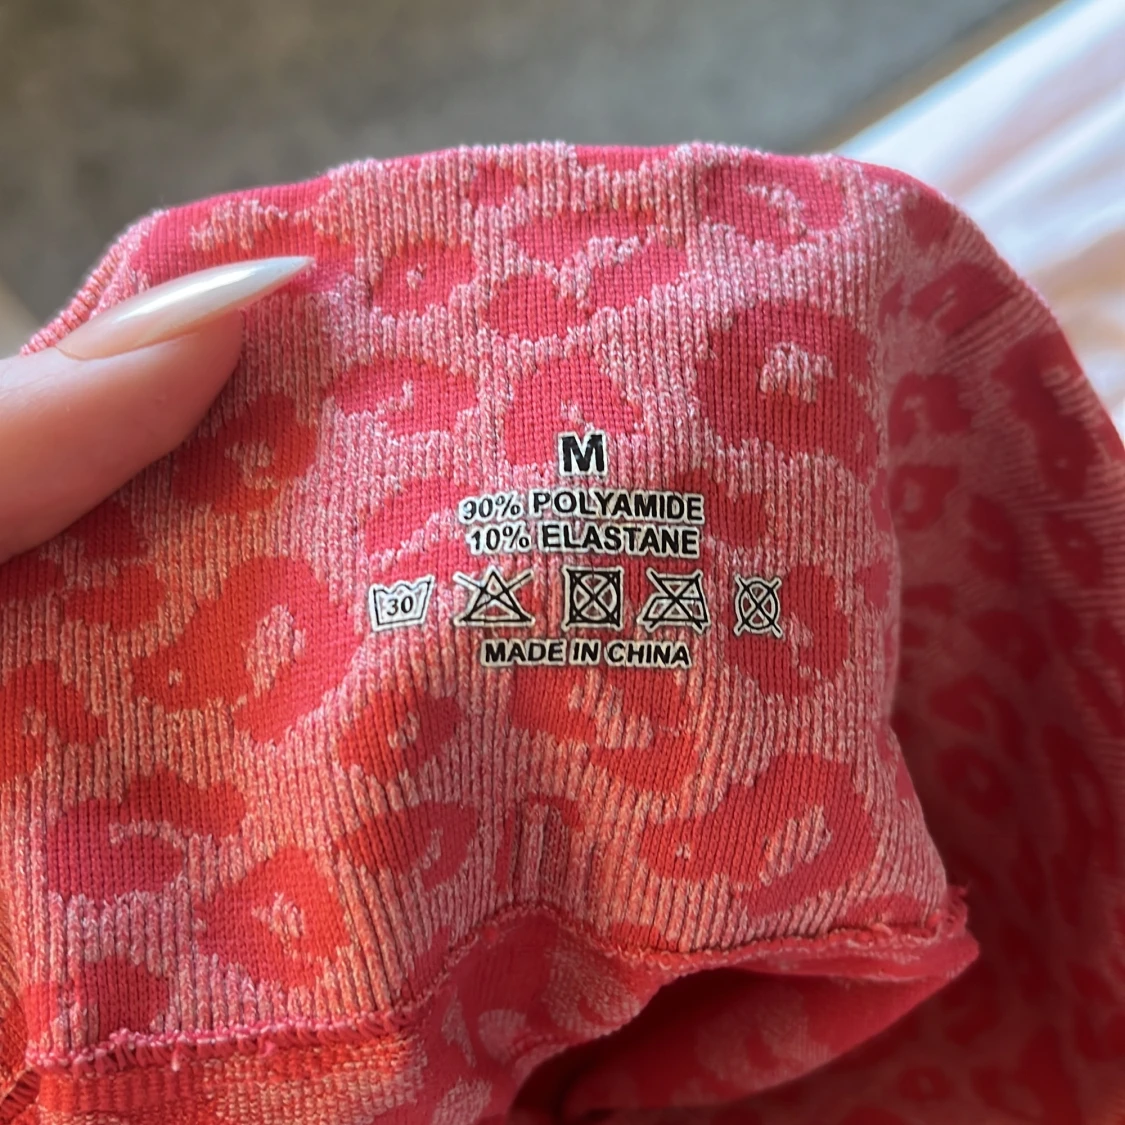 M
90% POLYAMIDE
10% ELASTANE
30
MADE IN CHINA